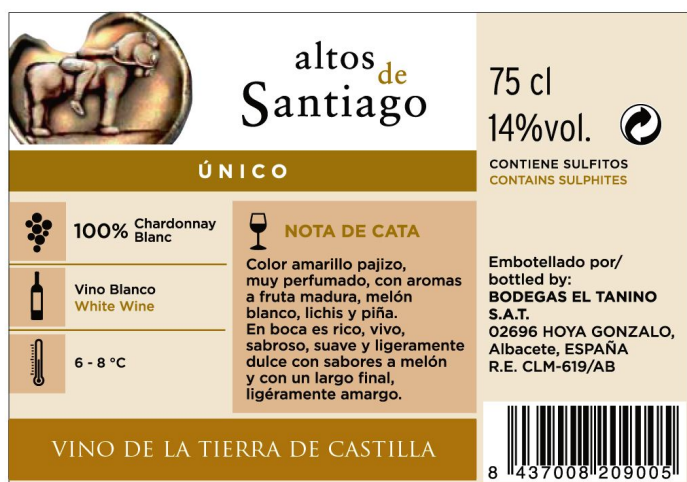 altos
de
Santiago
ÚNICO
100% Chardonnay
Blanc
Vino Blanco
White Wine
6 - 8 °C
NOTA DE CATA
Color amarillo pajizo,
muy perfumado, con aromas
a fruta madura, melón
blanco, lichis y piña.
En boca es rico, vivo,
sabroso, suave y ligeramente
dulce con sabores a melón
y con un largo final,
ligéramente amargo.
VINO DE LA TIERRA DE CASTILLA
75 cl
14%vol.
CONTIENE SULFITOS
CONTAINS SULPHITES
Embotellado por/
bottled by:
BODEGAS EL TANINO
S.A.T.
02696 HOYA GONZALO,
Albacete, ESPAÑA
R.E. CLM-619/AB
8 437008 209005